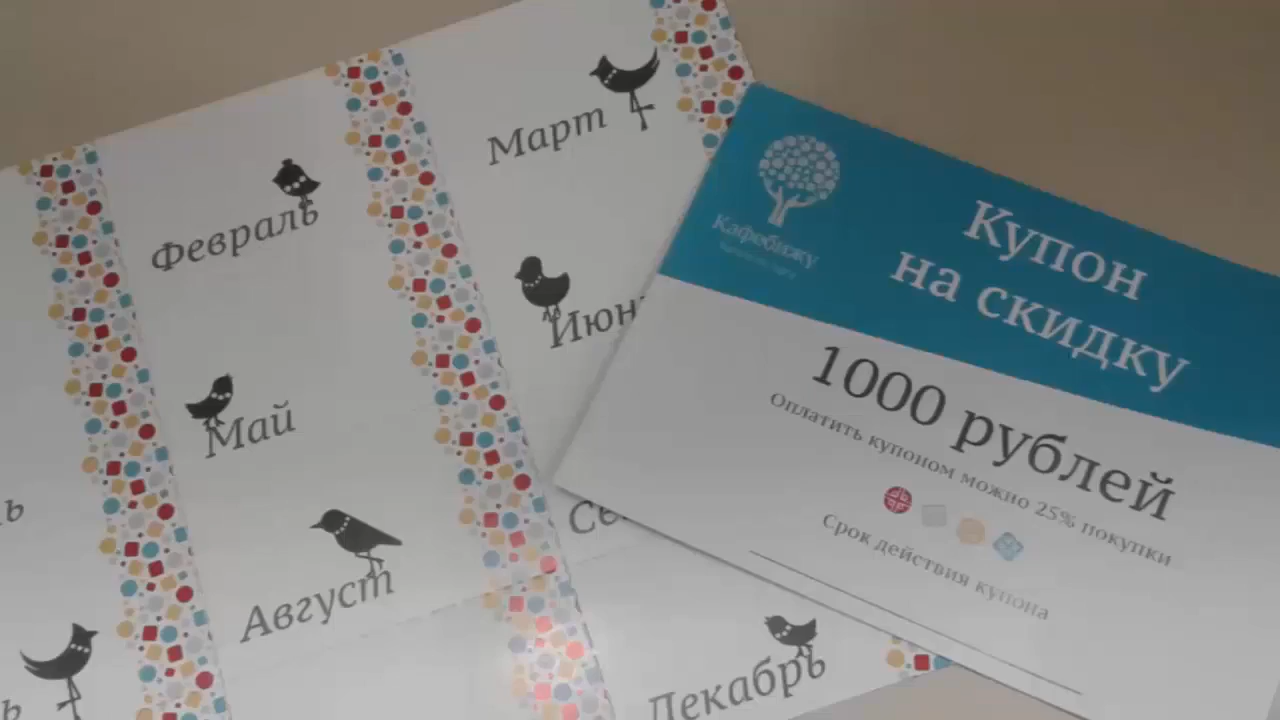 Март
Февраль
Июнь
Май
Август
Декабрь
Кафебижу
Купон
на скидку
1000 рублей
Оплатить купоном можно 25% покупки
Срок действия купона